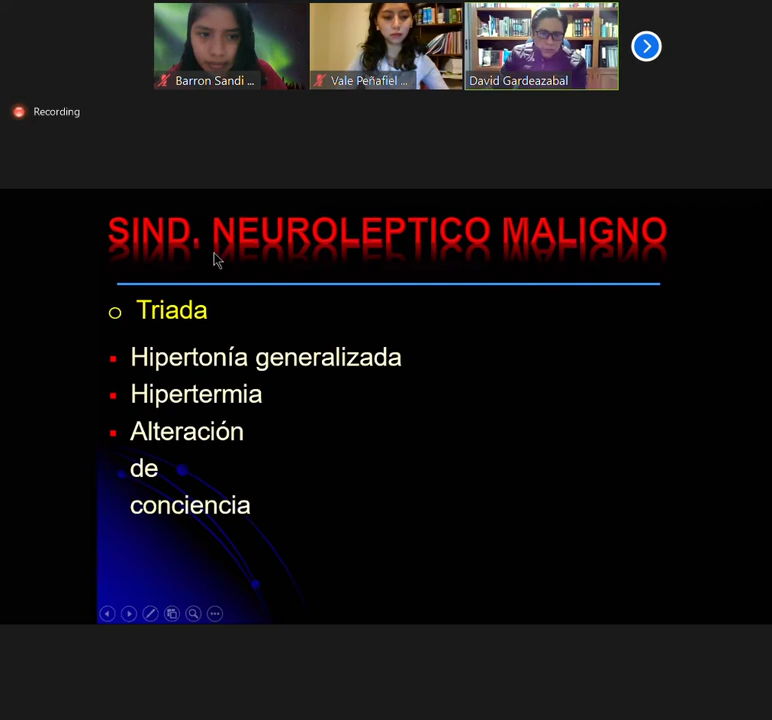 Barron Sandi ...
Vale Peñafiel ...
David Gardeazabal
Recording
SIND. NEUROLEPTICO MALIGNO
Triada
Hipertonía generalizada
Hipertermia
Alteración
de
conciencia